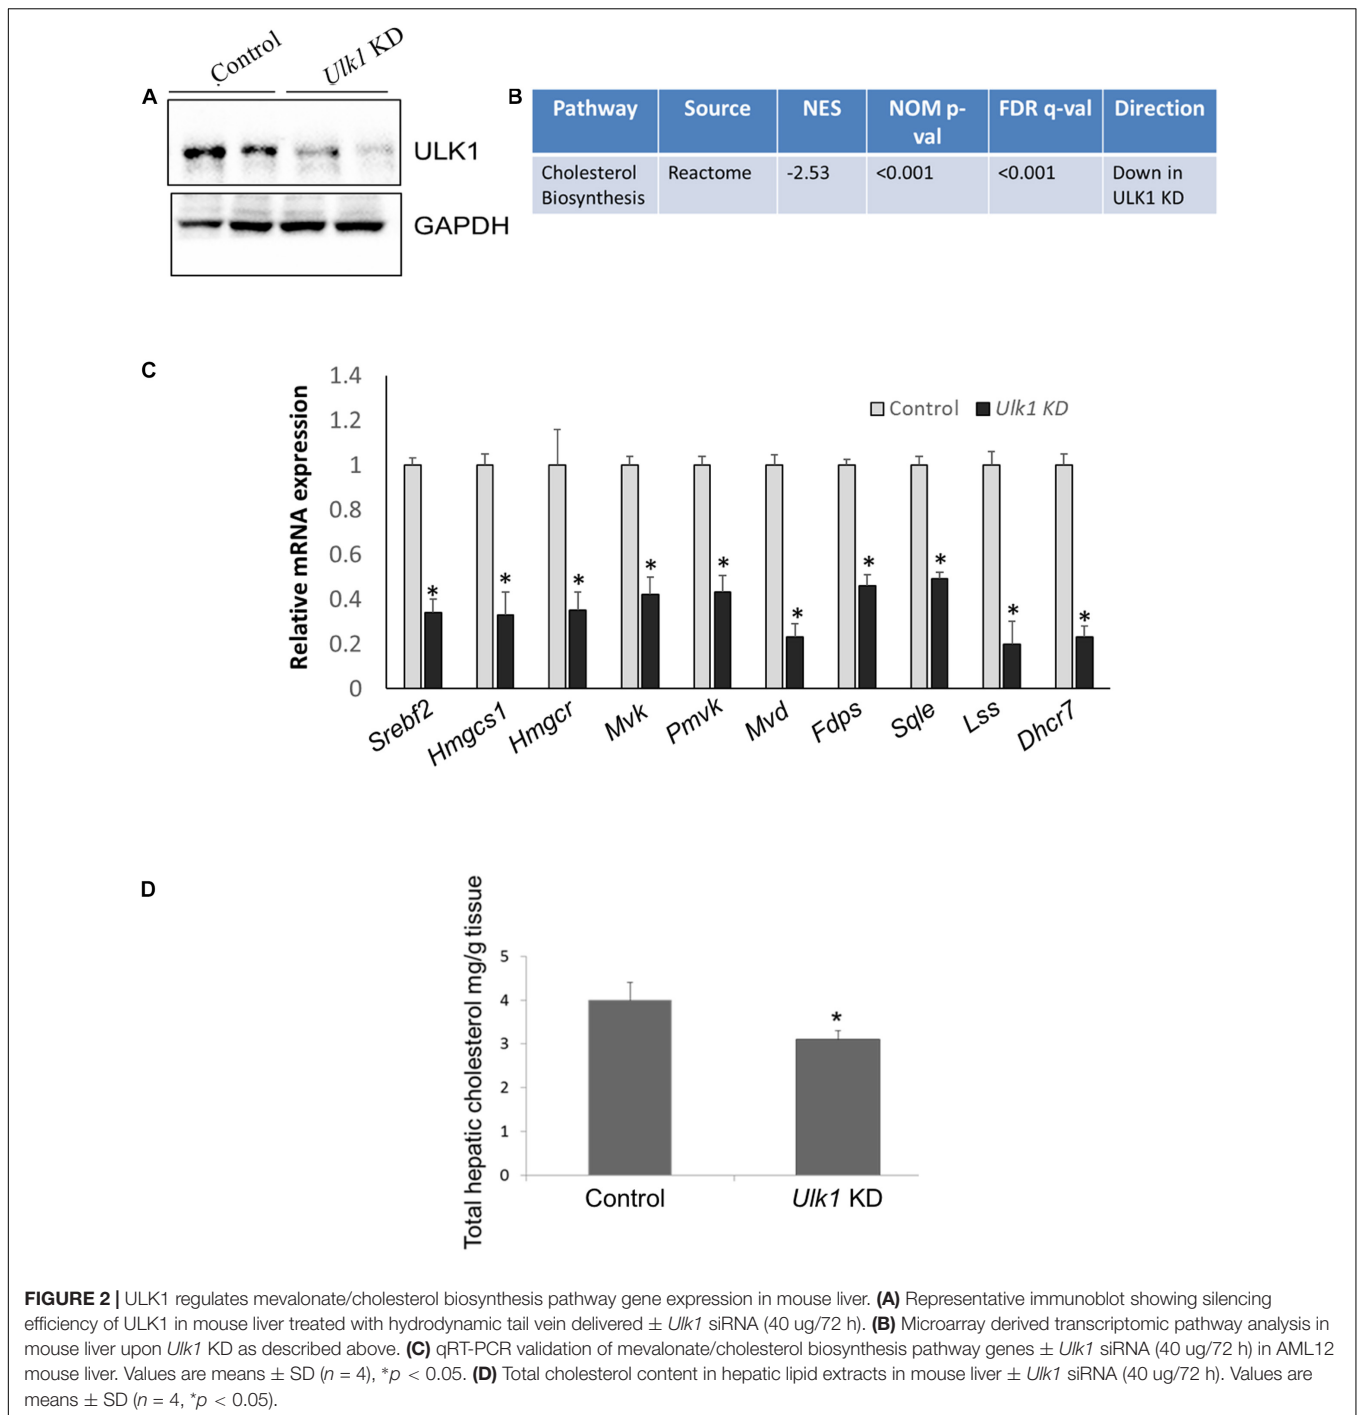 Control
Ulk1 KD
A
ULK1
GAPDH
B
Pathway Source NES NOM p-val FDR q-val Direction
Cholesterol Biosynthesis Reactome -2.53 <0.001 <0.001 Down in ULK1 KD
C
Relative mRNA expression
1.4
1.2
1
0.8
0.6
0.4
0.2
0
Control Ulk1 KD
* * * * * * * * * *
Srebf2 Hmgcs1 Hmgcr Mvk Pmvk Mvd Fdps Sqle Lss Dhcr7
D
Total hepatic cholesterol mg/g tissue
5
4
3
2
1
0
*
Control Ulk1 KD
FIGURE 2 | ULK1 regulates mevalonate/cholesterol biosynthesis pathway gene expression in mouse liver. (A) Representative immunoblot showing silencing
efficiency of ULK1 in mouse liver treated with hydrodynamic tail vein delivered ± Ulk1 siRNA (40 ug/72 h). (B) Microarray derived transcriptomic pathway analysis in
mouse liver upon Ulk1 KD as described above. (C) qRT-PCR validation of mevalonate/cholesterol biosynthesis pathway genes ± Ulk1 siRNA (40 ug/72 h) in AML12
mouse liver. Values are means ± SD (n = 4), *p < 0.05. (D) Total cholesterol content in hepatic lipid extracts in mouse liver ± Ulk1 siRNA (40 ug/72 h). Values are
means ± SD (n = 4, *p < 0.05).